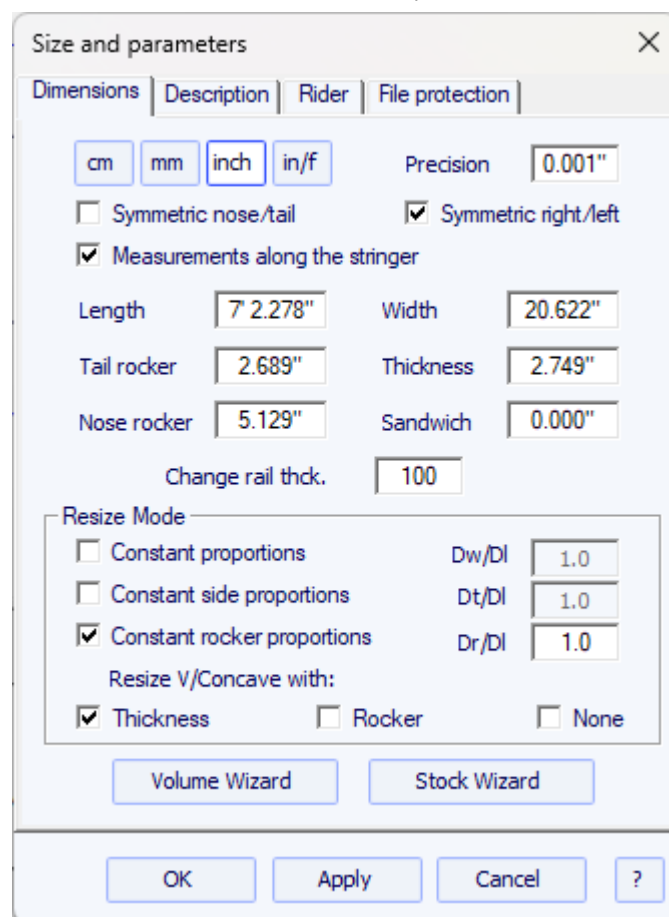 Size and parameters
Dimensions Description Rider File protection
cm mm inch in/f Precision 0.001"
Symmetric nose/tail Symmetric right/left
Measurements along the stringer
Length 7' 2.278" Width 20.622"
Tail rocker 2.689" Thickness 2.749"
Nose rocker 5.129" Sandwich 0.000"
Change rail thck. 100
Resize Mode
Constant proportions Dw/Dl 1.0
Constant side proportions Dt/Dl 1.0
Constant rocker proportions Dr/Dl 1.0
Resize V/Concave with:
Thickness Rocker None
Volume Wizard Stock Wizard
OK Apply Cancel ?